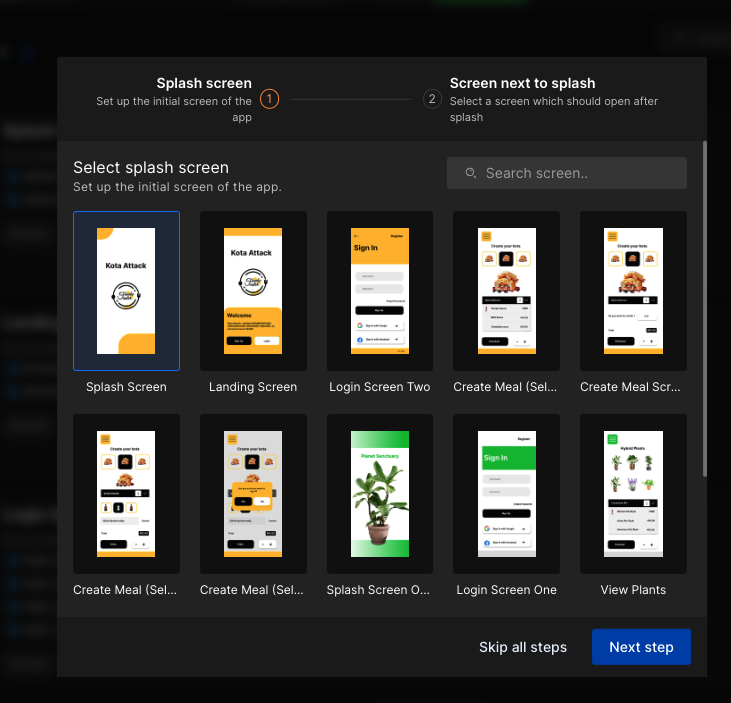 Splash screen
Set up the initial screen of the
app
1
2
Screen next to splash
Select a screen which should open after
splash
Select splash screen
Set up the initial screen of the app.
Search screen..
Kota Attack
Kota Attack
Welcome
Register
Sign In
Create your kota
Create your kota
Splash Screen
Landing Screen
Login Screen Two
Create Meal (Sel...
Create Meal Scr...
Create your kota
Create your kota
Planet Sanctuary
Register
Sign In
Hybrid Plants
Create Meal (Sel...
Create Meal (Sel...
Splash Screen O...
Login Screen One
View Plants
Skip all steps
Next step